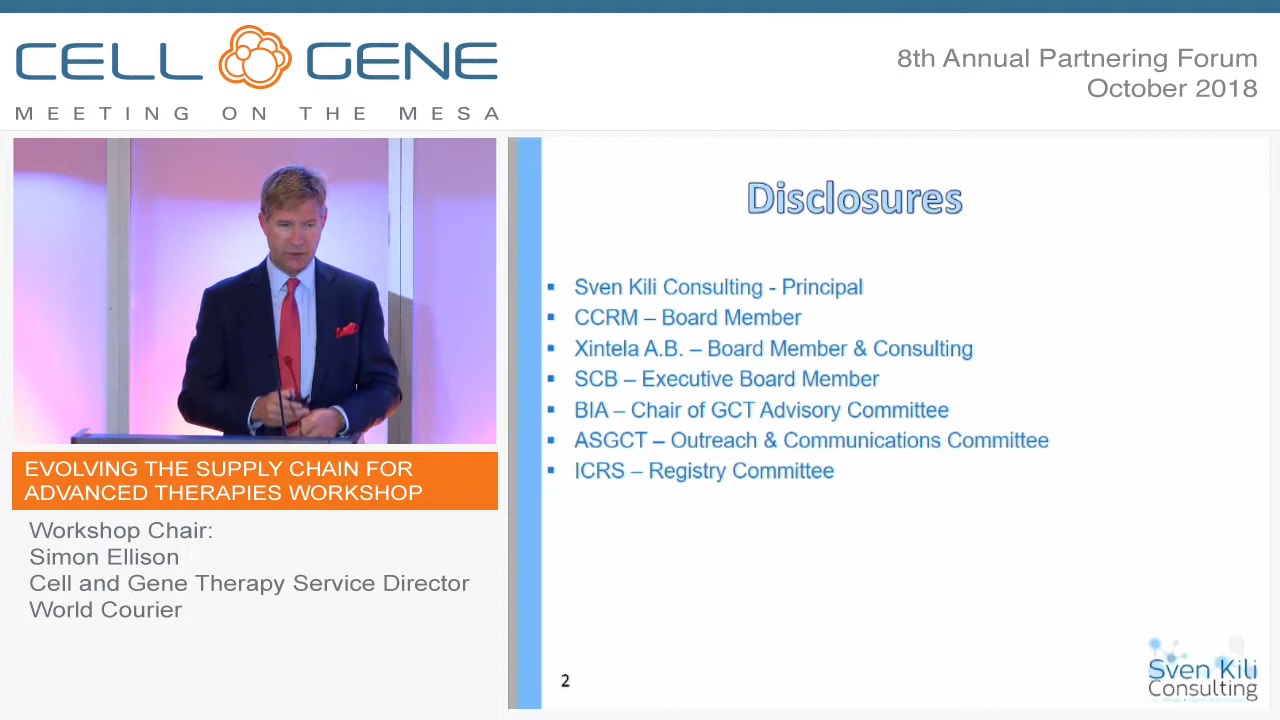 CELL GENE
MEETING ON THE MESA
8th Annual Partnering Forum
October 2018
Disclosures
▪ Sven Kili Consulting - Principal
▪ CCRM – Board Member
▪ Xintela A.B. – Board Member & Consulting
▪ SCB – Executive Board Member
▪ BIA – Chair of GCT Advisory Committee
▪ ASGCT – Outreach & Communications Committee
▪ ICRS – Registry Committee
2
Sven Kili
Consulting
EVOLVING THE SUPPLY CHAIN FOR
ADVANCED THERAPIES WORKSHOP
Workshop Chair:
Simon Ellison
Cell and Gene Therapy Service Director
World Courier